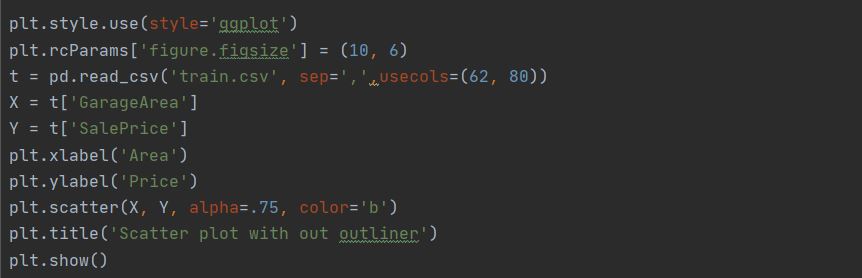 plt.style.use(style='ggplot')
plt.rcParams['figure.figsize'] = (10, 6)
t = pd.read_csv('train.csv', sep=',',usecols=(62, 80))
X = t['GarageArea']
Y = t['SalePrice']
plt.xlabel('Area')
plt.ylabel('Price')
plt.scatter(X, Y, alpha=.75, color='b')
plt.title('Scatter plot with out outliner')
plt.show()